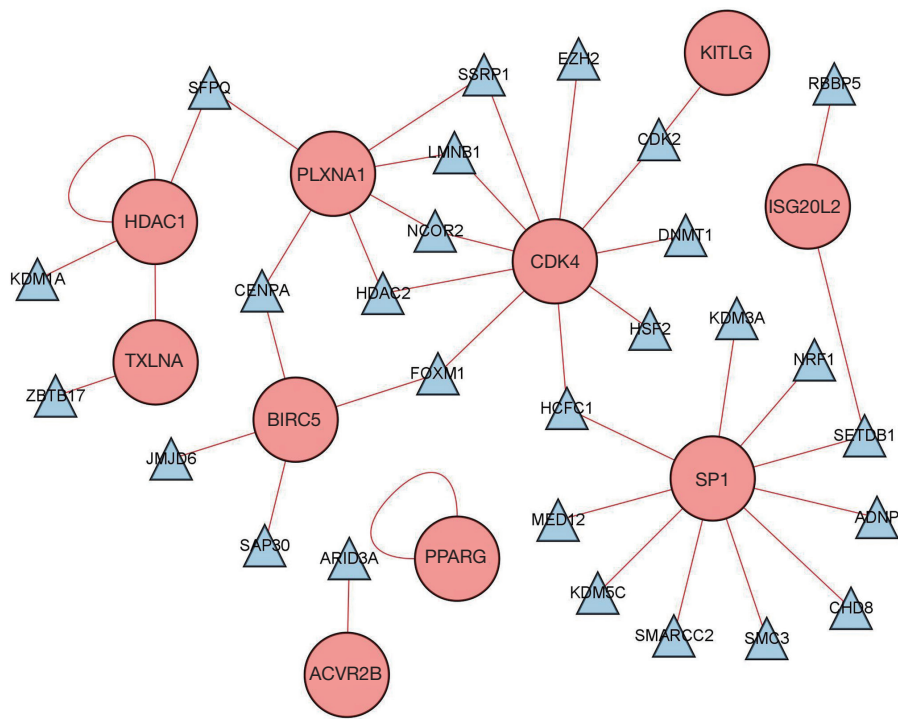 KITLG
EZH2
SSRP1
SFPQ
RBBP5
CDK2
LMNB1
PLXNA1
ISG20L2
HDAC1
NCOR2
DNMT1
CDK4
KDM1A
CENPA
HDAC2
KDM3A
HSF2
TXLNA
NRF1
FOXM1
ZBTB17
HCFC1
BIRC5
SETDB1
JMJD6
SP1
MED12
ADNP
SAP30
ARID3A
PPARG
KDM5C
CHD8
SMARCC2
SMC3
ACVR2B